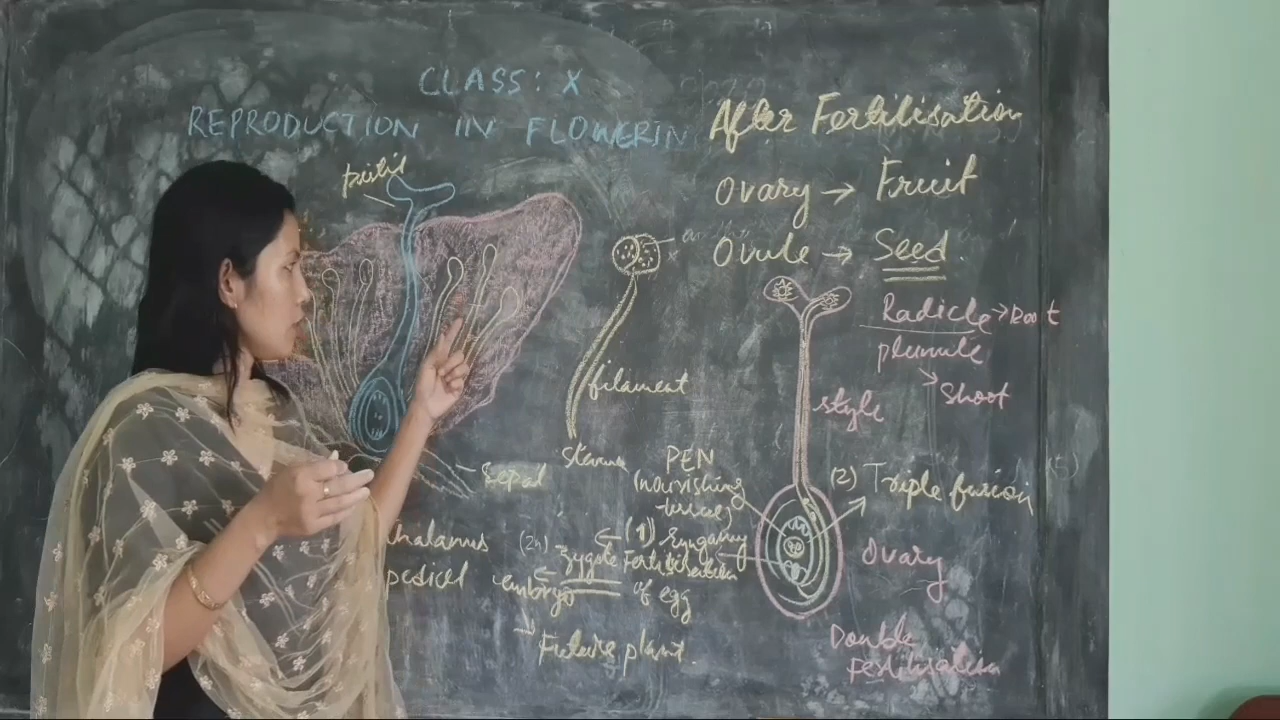 CLASS: X
REPRODUCTION IN FLOWERIN
After Fertilisation
Ovary → Fruit
Ovule → Seed
Radicle → Root
plumule
→ Shoot
filament
style
stamen
Sepal
PEN
(nourishing
tissue)
(2) Triple fusion
thalamus
pedicel
(2n) ← (1) Syngamy
Zygote Fertilisation
embryo ← of egg
→ Future plant.
Ovary
Double
Fertilisation